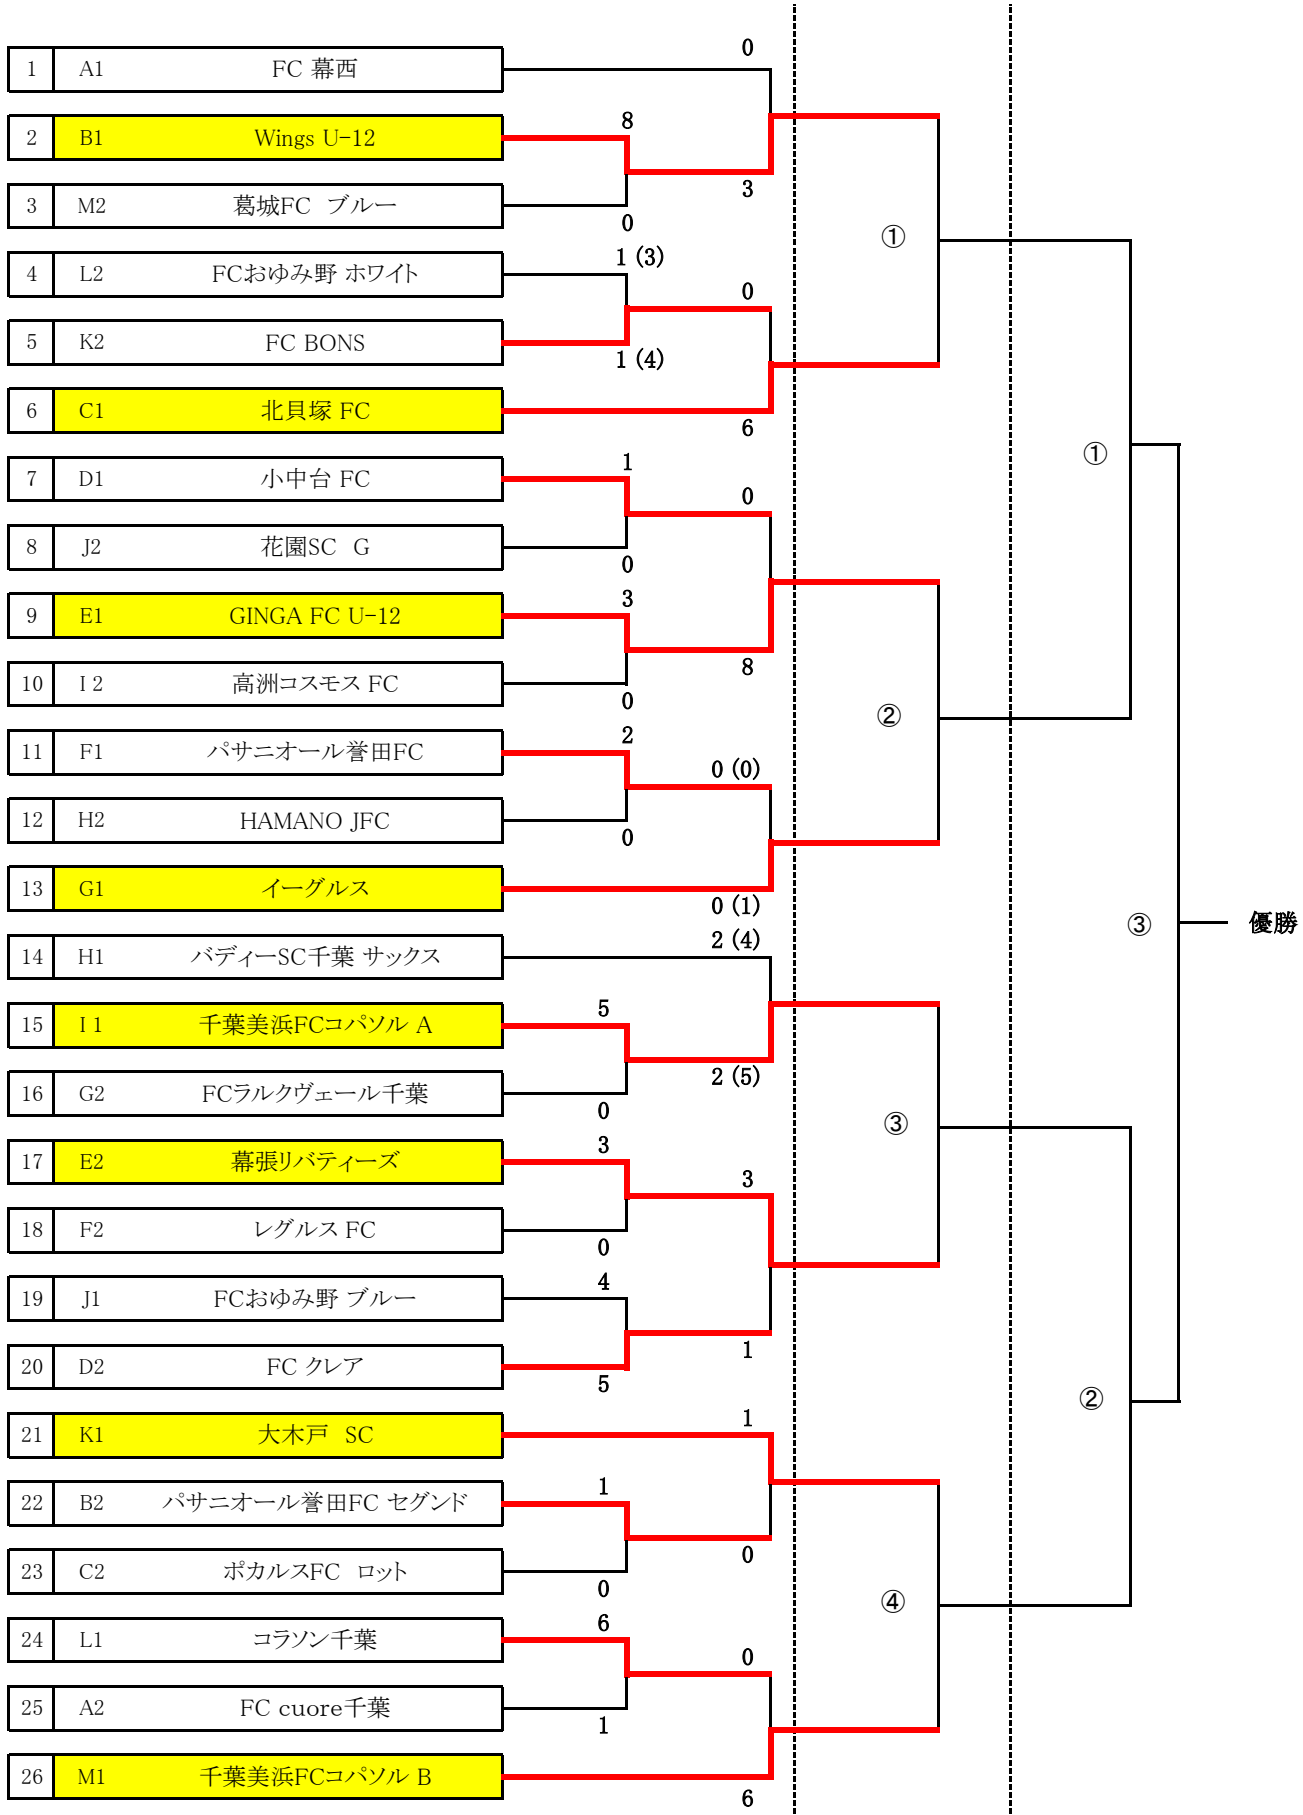 0
1 A1 FC 幕西
8
2 B1 Wings U-12
3
3 M2 葛城FC ブルー
0
①
1 (3)
4 L2 FCおゆみ野 ホワイト
0
5 K2 FC BONS
1 (4)
6 C1 北貝塚 FC
6
①
1
7 D1 小中台 FC
0
8 J2 花園SC G
0
3
9 E1 GINGA FC U-12
8
10 I 2 高洲コスモス FC
0
②
2
11 F1 パサニオール誉田FC
0 (0)
12 H2 HAMANO JFC
0
13 G1 イーグルス
0 (1)
③ 優勝
2 (4)
14 H1 バディーSC千葉 サックス
5
15 I 1 千葉美浜FCコパソル A
2 (5)
16 G2 FCラルクヴェール千葉
0
③
3
17 E2 幕張リバティーズ
3
18 F2 レグルス FC
0
4
19 J1 FCおゆみ野 ブルー
1
20 D2 FC クレア
5
②
1
21 K1 大木戸 SC
1
22 B2 パサニオール誉田FC セグンド
0
23 C2 ポカルスFC ロット
0
④
6
24 L1 コラソン千葉
0
25 A2 FC cuore千葉
1
26 M1 千葉美浜FCコパソル B
6